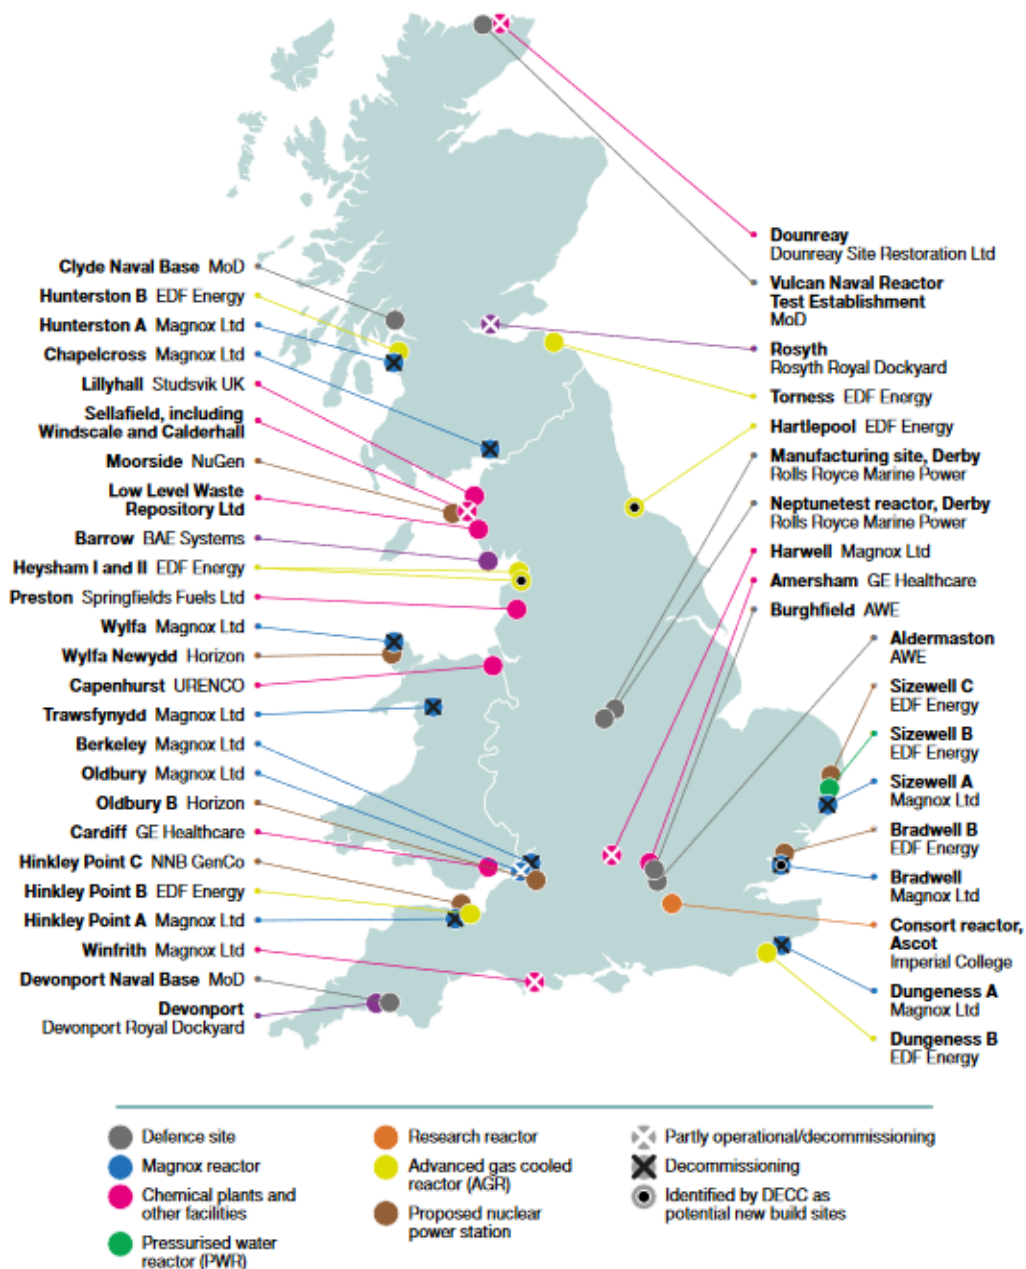 Clyde Naval Base MoD
Hunterston B EDF Energy
Hunterston A Magnox Ltd
Chapelcross Magnox Ltd
Lillyhall Studsvik UK
Sellafield, including
Windscale and Calderhall
Moorside NuGen
Low Level Waste
Repository Ltd
Barrow BAE Systems
Heysham I and II EDF Energy
Preston Springfields Fuels Ltd
Wylfa Magnox Ltd
Wylfa Newydd Horizon
Capenhurst URENCO
Trawsfynydd Magnox Ltd
Berkeley Magnox Ltd
Oldbury Magnox Ltd
Oldbury B Horizon
Cardiff GE Healthcare
Hinkley Point C NNB GenCo
Hinkley Point B EDF Energy
Hinkley Point A Magnox Ltd
Winfrith Magnox Ltd
Devonport Naval Base MoD
Devonport
Devonport Royal Dockyard
Dounreay
Dounreay Site Restoration Ltd
Vulcan Naval Reactor
Test Establishment
MoD
Rosyth
Rosyth Royal Dockyard
Torness EDF Energy
Hartlepool EDF Energy
Manufacturing site, Derby
Rolls Royce Marine Power
Neptunetest reactor, Derby
Rolls Royce Marine Power
Harwell Magnox Ltd
Amersham GE Healthcare
Burghfield AWE
Aldermaston
AWE
Sizewell C
EDF Energy
Sizewell B
EDF Energy
Sizewell A
Magnox Ltd
Bradwell B
EDF Energy
Bradwell
Magnox Ltd
Consort reactor,
Ascot
Imperial College
Dungeness A
Magnox Ltd
Dungeness B
EDF Energy
Defence site
Magnox reactor
Chemical plants and
other facilities
Pressurised water
reactor (PWR)
Research reactor
Advanced gas cooled
reactor (AGR)
Proposed nuclear
power station
Partly operational/decommissioning
Decommissioning
Identified by DECC as
potential new build sites